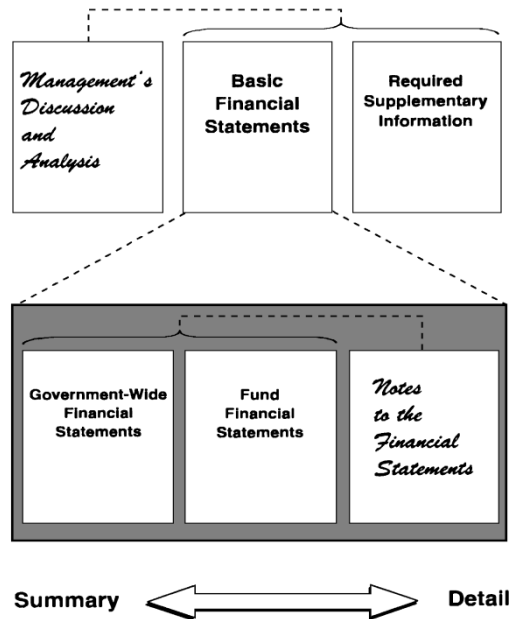 Management's
Discussion
and
Analysis
Basic
Financial
Statements
Required
Supplementary
Information
Government-Wide
Financial
Statements
Fund
Financial
Statements
Notes
to the
Financial
Statements
Summary
Detail